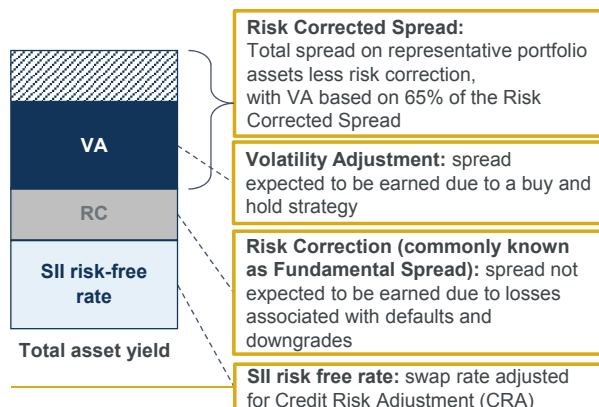 Risk Corrected Spread:
Total spread on representative portfolio
assets less risk correction,
with VA based on 65% of the Risk
Corrected Spread
VA
Volatility Adjustment: spread
expected to be earned due to a buy and
hold strategy
RC
Risk Correction (commonly known
as Fundamental Spread): spread not
expected to be earned due to losses
associated with defaults and
downgrades
SII risk-free
rate
Total asset yield
SII risk free rate: swap rate adjusted
for Credit Risk Adjustment (CRA)